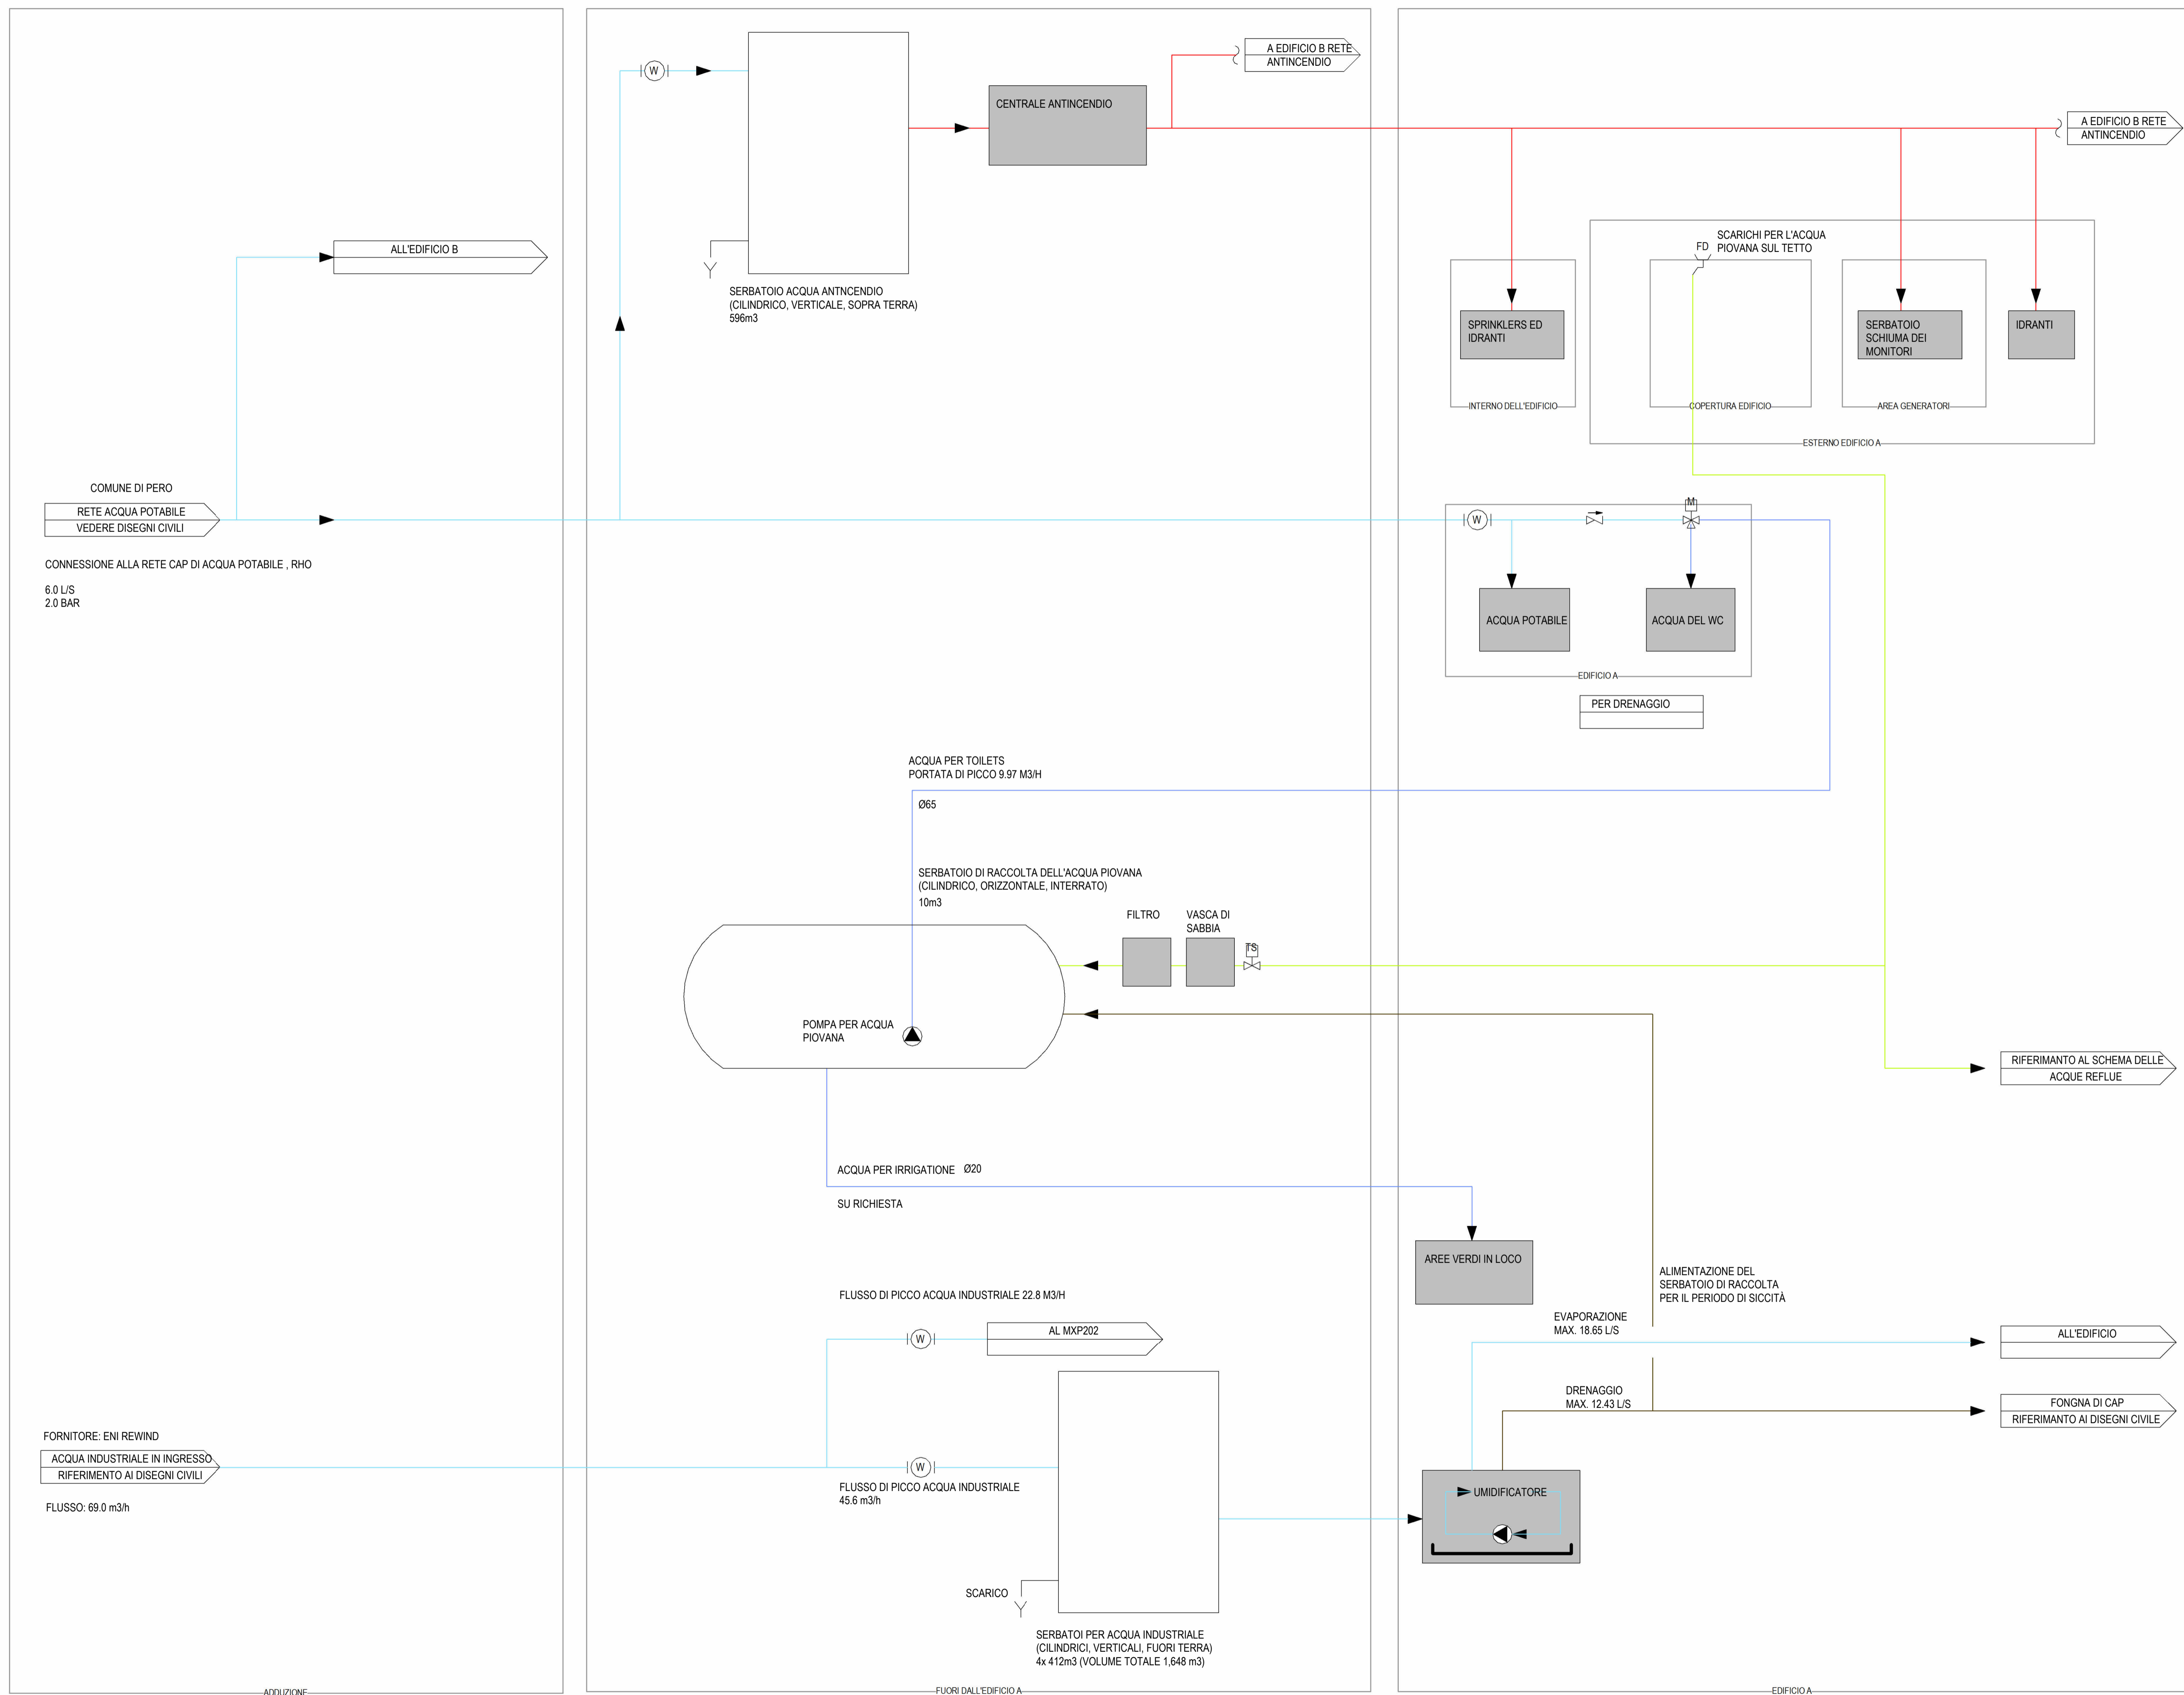 A EDIFICIO B RETE
ANTINCENDIO
W
CENTRALE ANTINCENDIO
A EDIFICIO B RETE
ANTINCENDIO
ALL'EDIFICIO B
SCARICHI PER L'ACQUA
PIOVANA SUL TETTO
FD
SERBATOIO ACQUA ANTNCENDIO
(CILINDRICO, VERTICALE, SOPRA TERRA)
596m3
SPRINKLERS ED
IDRANTI
SERBATOIO
SCHIUMA DEI
MONITORI
IDRANTI
INTERNO DELL'EDIFICIO
COPERTURA EDIFICIO
AREA GENERATORI
ESTERNO EDIFICIO A
COMUNE DI PERO
RETE ACQUA POTABILE
VEDERE DISEGNI CIVILI
CONNESSIONE ALLA RETE CAP DI ACQUA POTABILE , RHO
6.0 L/S
2.0 BAR
W
M
ACQUA POTABILE
ACQUA DEL WC
EDIFICIO A
PER DRENAGGIO
ACQUA PER TOILETS
PORTATA DI PICCO 9.97 M3/H
Ø65
SERBATOIO DI RACCOLTA DELL'ACQUA PIOVANA
(CILINDRICO, ORIZZONTALE, INTERRATO)
10m3
FILTRO
VASCA DI
SABBIA
TS
POMPA PER ACQUA
PIOVANA
RIFERIMANTO AL SCHEMA DELLE
ACQUE REFLUE
ACQUA PER IRRIGATIONE Ø20
SU RICHIESTA
AREE VERDI IN LOCO
ALIMENTAZIONE DEL
SERBATOIO DI RACCOLTA
PER IL PERIODO DI SICCITÀ
FLUSSO DI PICCO ACQUA INDUSTRIALE 22.8 M3/H
W
AL MXP202
EVAPORAZIONE
MAX. 18.65 L/S
ALL'EDIFICIO
DRENAGGIO
MAX. 12.43 L/S
FONGNA DI CAP
RIFERIMANTO AI DISEGNI CIVILE
FORNITORE: ENI REWIND
ACQUA INDUSTRIALE IN INGRESSO
RIFERIMENTO AI DISEGNI CIVILI
FLUSSO: 69.0 m3/h
W
FLUSSO DI PICCO ACQUA INDUSTRIALE
45.6 m3/h
UMIDIFICATORE
SCARICO
SERBATOI PER ACQUA INDUSTRIALE
(CILINDRICI, VERTICALI, FUORI TERRA)
4x 412m3 (VOLUME TOTALE 1,648 m3)
ADDUZIONE
FUORI DALL'EDIFICIO A
EDIFICIO A